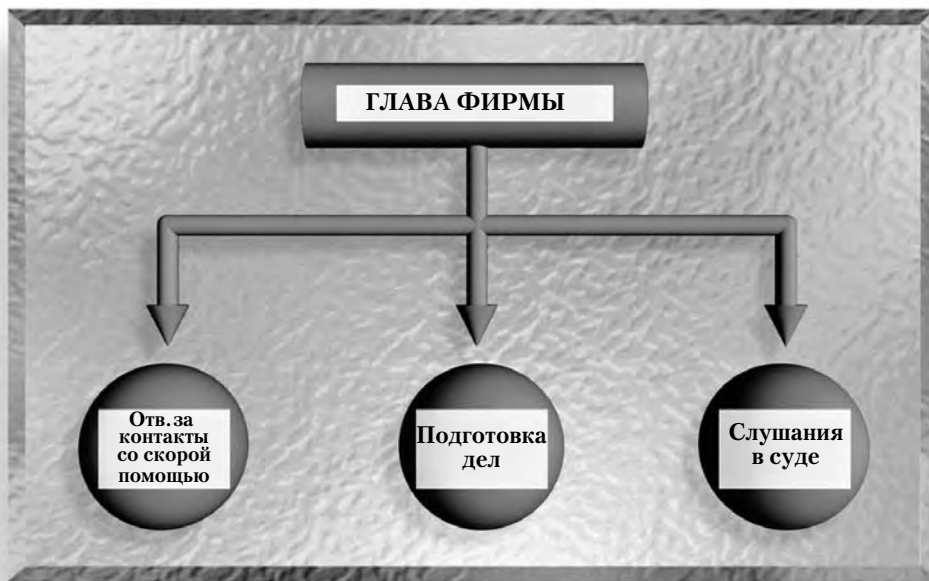 ГЛАВА ФИРМЫ
Отв. за
контакты
со скорой
помощью
Подготовка
дел
Слушания
в суде